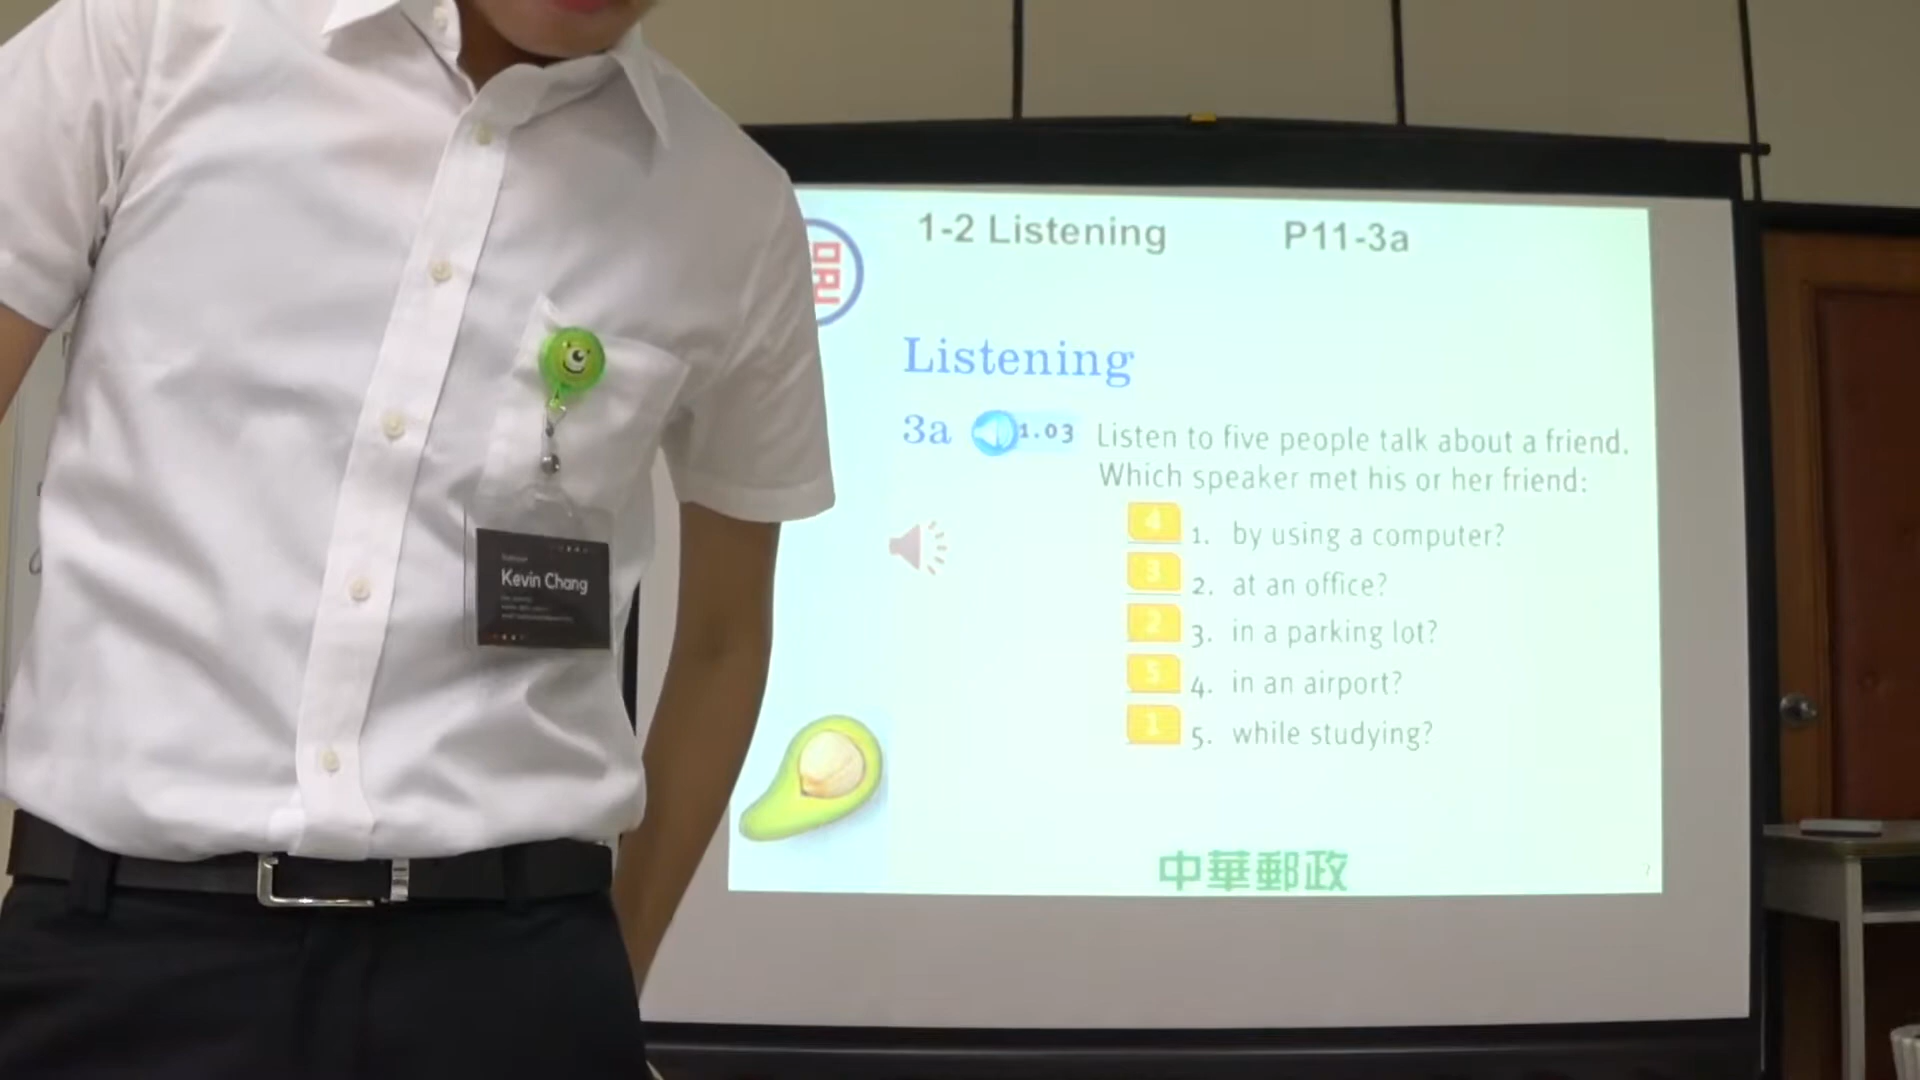 1-2 Listening P11-3a
Listening
3a 1.03 Listen to five people talk about a friend.
Which speaker met his or her friend:
4 1. by using a computer?
3 2. at an office?
2 3. in a parking lot?
5 4. in an airport?
1 5. while studying?
中華郵政
7
Kevin Chang